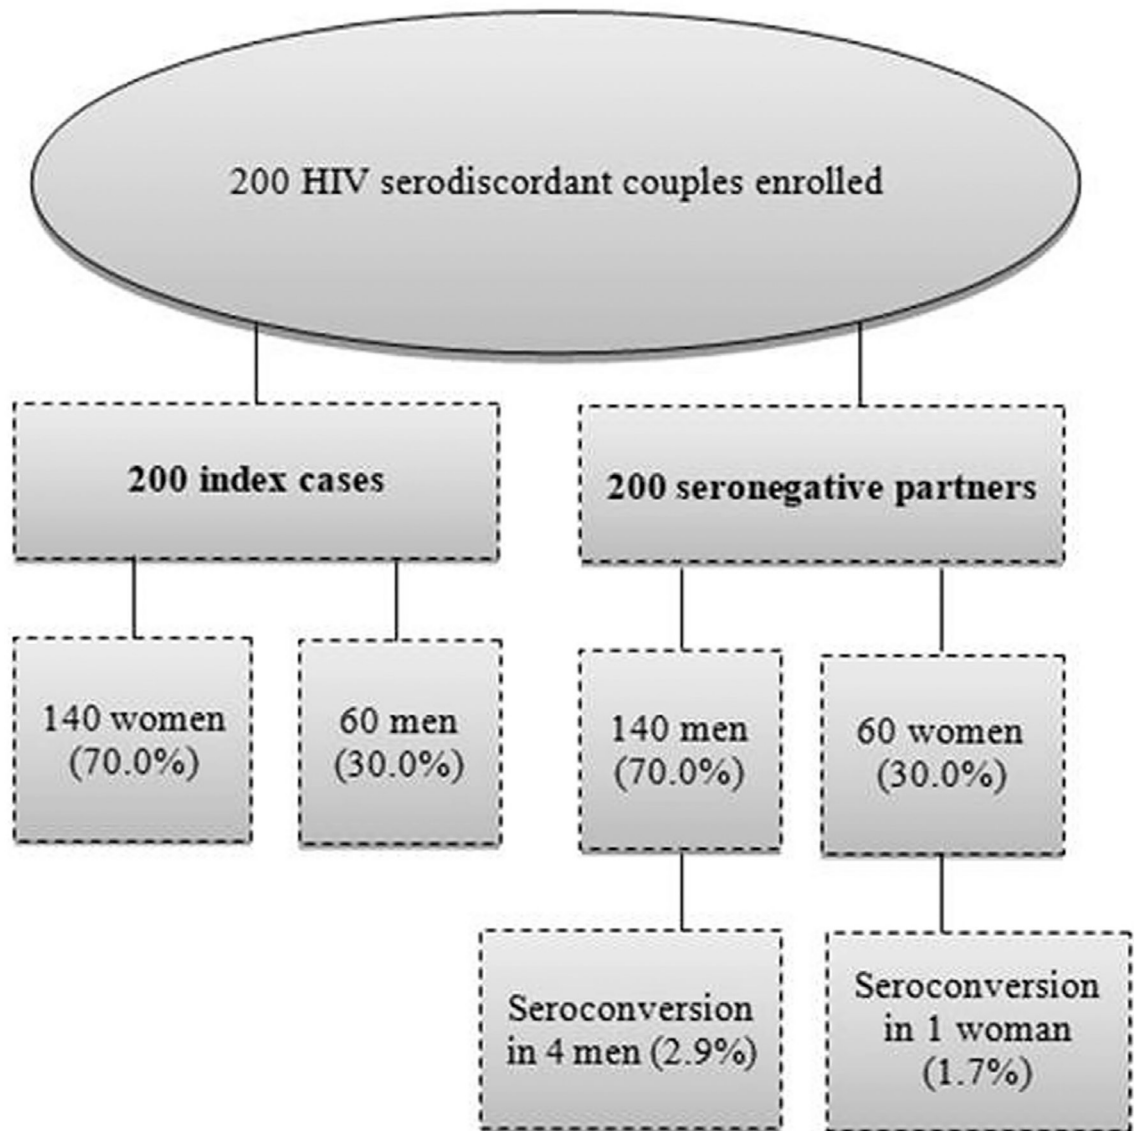 200 HIV serodiscordant couples enrolled
200 index cases
200 seronegative partners
140 women
(70.0%)
60 men
(30.0%)
140 men
(70.0%)
60 women
(30.0%)
Seroconversion
in 4 men (2.9%)
Seroconversion
in 1 woman
(1.7%)